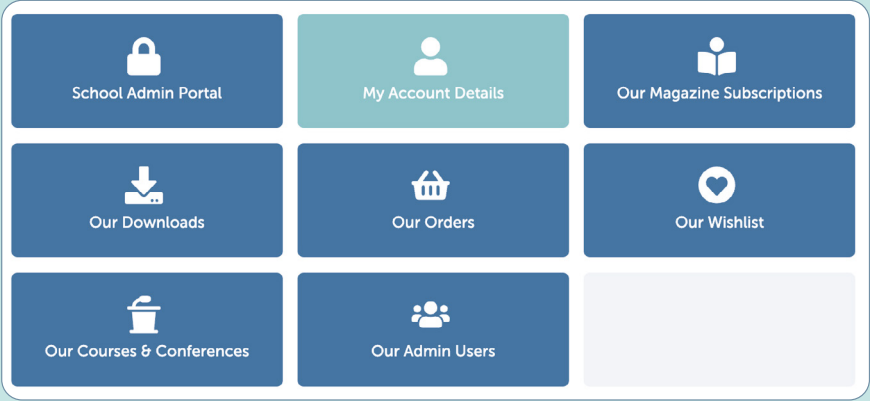 School Admin Portal
My Account Details
Our Magazine Subscriptions
Our Downloads
Our Orders
Our Wishlist
Our Courses & Conferences
Our Admin Users